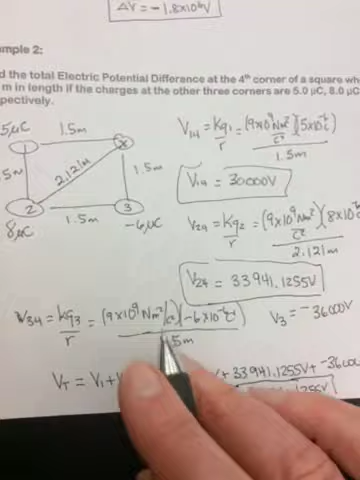 ΔV = -1.8x10⁶V
mple 2:
d the total Electric Potential Difference at the 4th corner of a square wh
m in length if the charges at the other three corners are 5.0 μC, 8.0 μC
pectively.
5μC 1.5m
1
2.121m
1.5m
5m
2 1.5m 3
8μC -6μC
V14 = Kq1/r = (9x10⁹Nm²/C²)(5x10⁻⁶C)/1.5m
V14 = 30000V
V24 = Kq2/r = (9x10⁹Nm²/C²)(8x10⁻/2.121m
V24 = 33941.1255V
V34 = Kq3/r = (9x10⁹Nm²/C²)(-6x10⁻⁶C)/.5m
V3 = -36000V
VT = V1 + V + 33941.1255V + -3600
.1255V